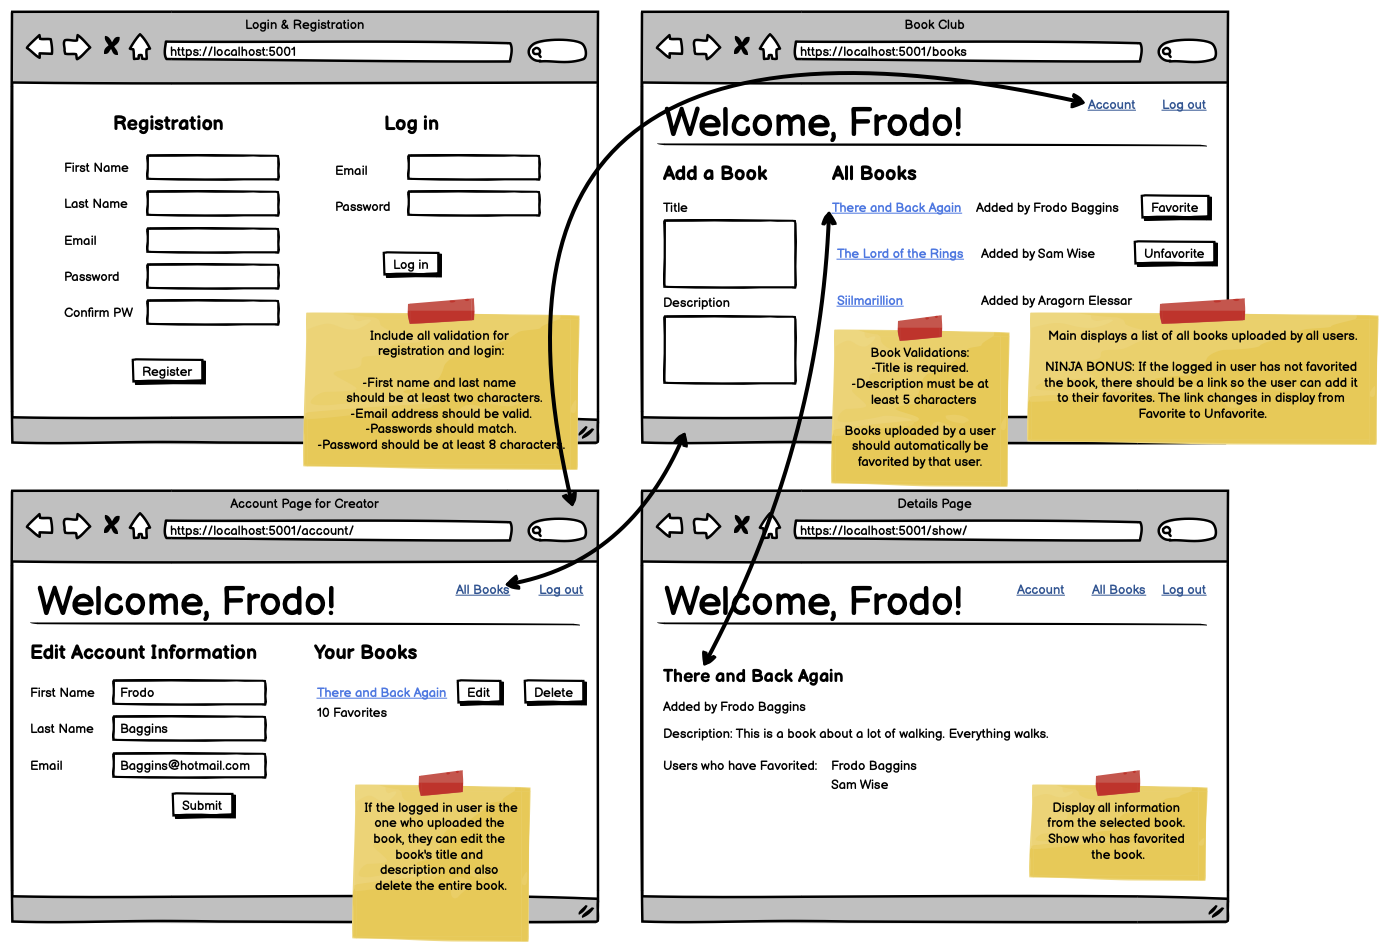 Login & Registration
https://localhost:5001
Registration
First Name
Last Name
Email
Password
Confirm PW
Register
Log in
Email
Password
Log in
Include all validation for
registration and login:
-First name and last name
should be at least two characters.
-Email address should be valid.
-Passwords should match.
-Password should be at least 8 characters.
Book Club
https://localhost:5001/books
Account
Log out
Welcome, Frodo!
Add a Book
Title
Description
All Books
There and Back Again Added by Frodo Baggins Favorite
The Lord of the Rings Added by Sam Wise Unfavorite
Siilmarillion Added by Aragorn Elessar
Book Validations:
-Title is required.
-Description must be at
least 5 characters
Books uploaded by a user
should automatically be
favorited by that user.
Main displays a list of all books uploaded by all users.
NINJA BONUS: If the logged in user has not favorited
the book, there should be a link so the user can add it
to their favorites. The link changes in display from
Favorite to Unfavorite.
Account Page for Creator
https://localhost:5001/account/
All Books
Log out
Welcome, Frodo!
Edit Account Information
First Name Frodo
Last Name Baggins
Email Baggins@hotmail.com
Submit
Your Books
There and Back Again Edit Delete
10 Favorites
If the logged in user is the
one who uploaded the
book, they can edit the
book's title and
description and also
delete the entire book.
Details Page
https://localhost:5001/show/
Account
All Books
Log out
Welcome, Frodo!
There and Back Again
Added by Frodo Baggins
Description: This is a book about a lot of walking. Everything walks.
Users who have Favorited: Frodo Baggins
Sam Wise
Display all information
from the selected book.
Show who has favorited
the book.